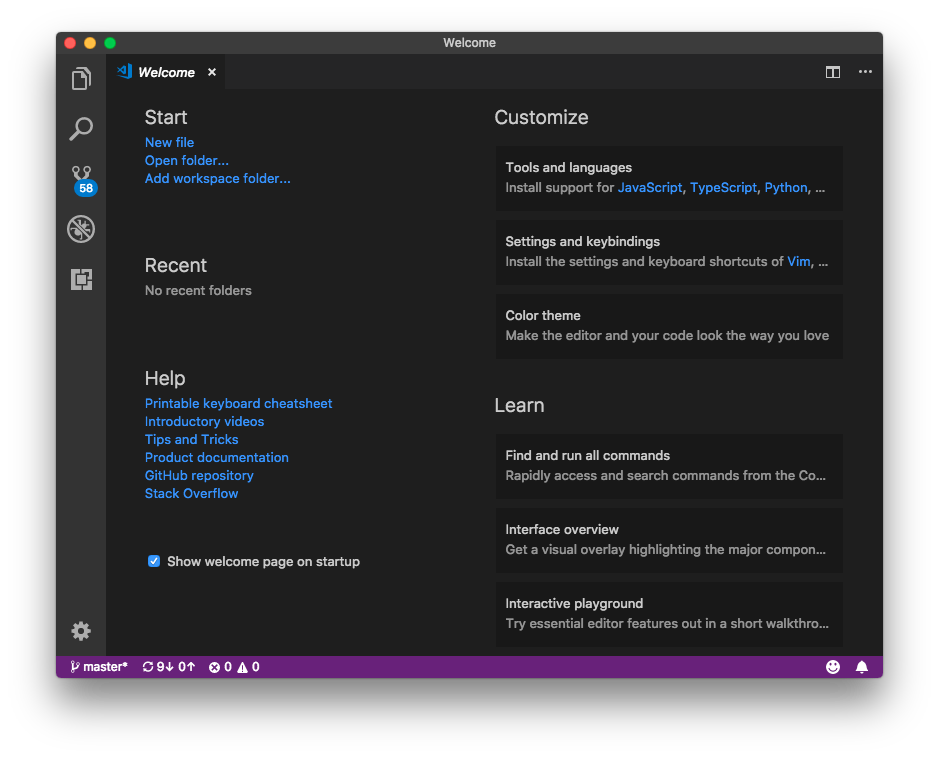 Welcome
Welcome
58
Start
New file
Open folder...
Add workspace folder...
Recent
No recent folders
Help
Printable keyboard cheatsheet
Introductory videos
Tips and Tricks
Product documentation
GitHub repository
Stack Overflow
Show welcome page on startup
Customize
Tools and languages
Install support for JavaScript, TypeScript, Python, ...
Settings and keybindings
Install the settings and keyboard shortcuts of Vim, ...
Color theme
Make the editor and your code look the way you love
Learn
Find and run all commands
Rapidly access and search commands from the Co...
Interface overview
Get a visual overlay highlighting the major compon...
Interactive playground
Try essential editor features out in a short walkthro...
master* 9↓ 0↑ 0 0